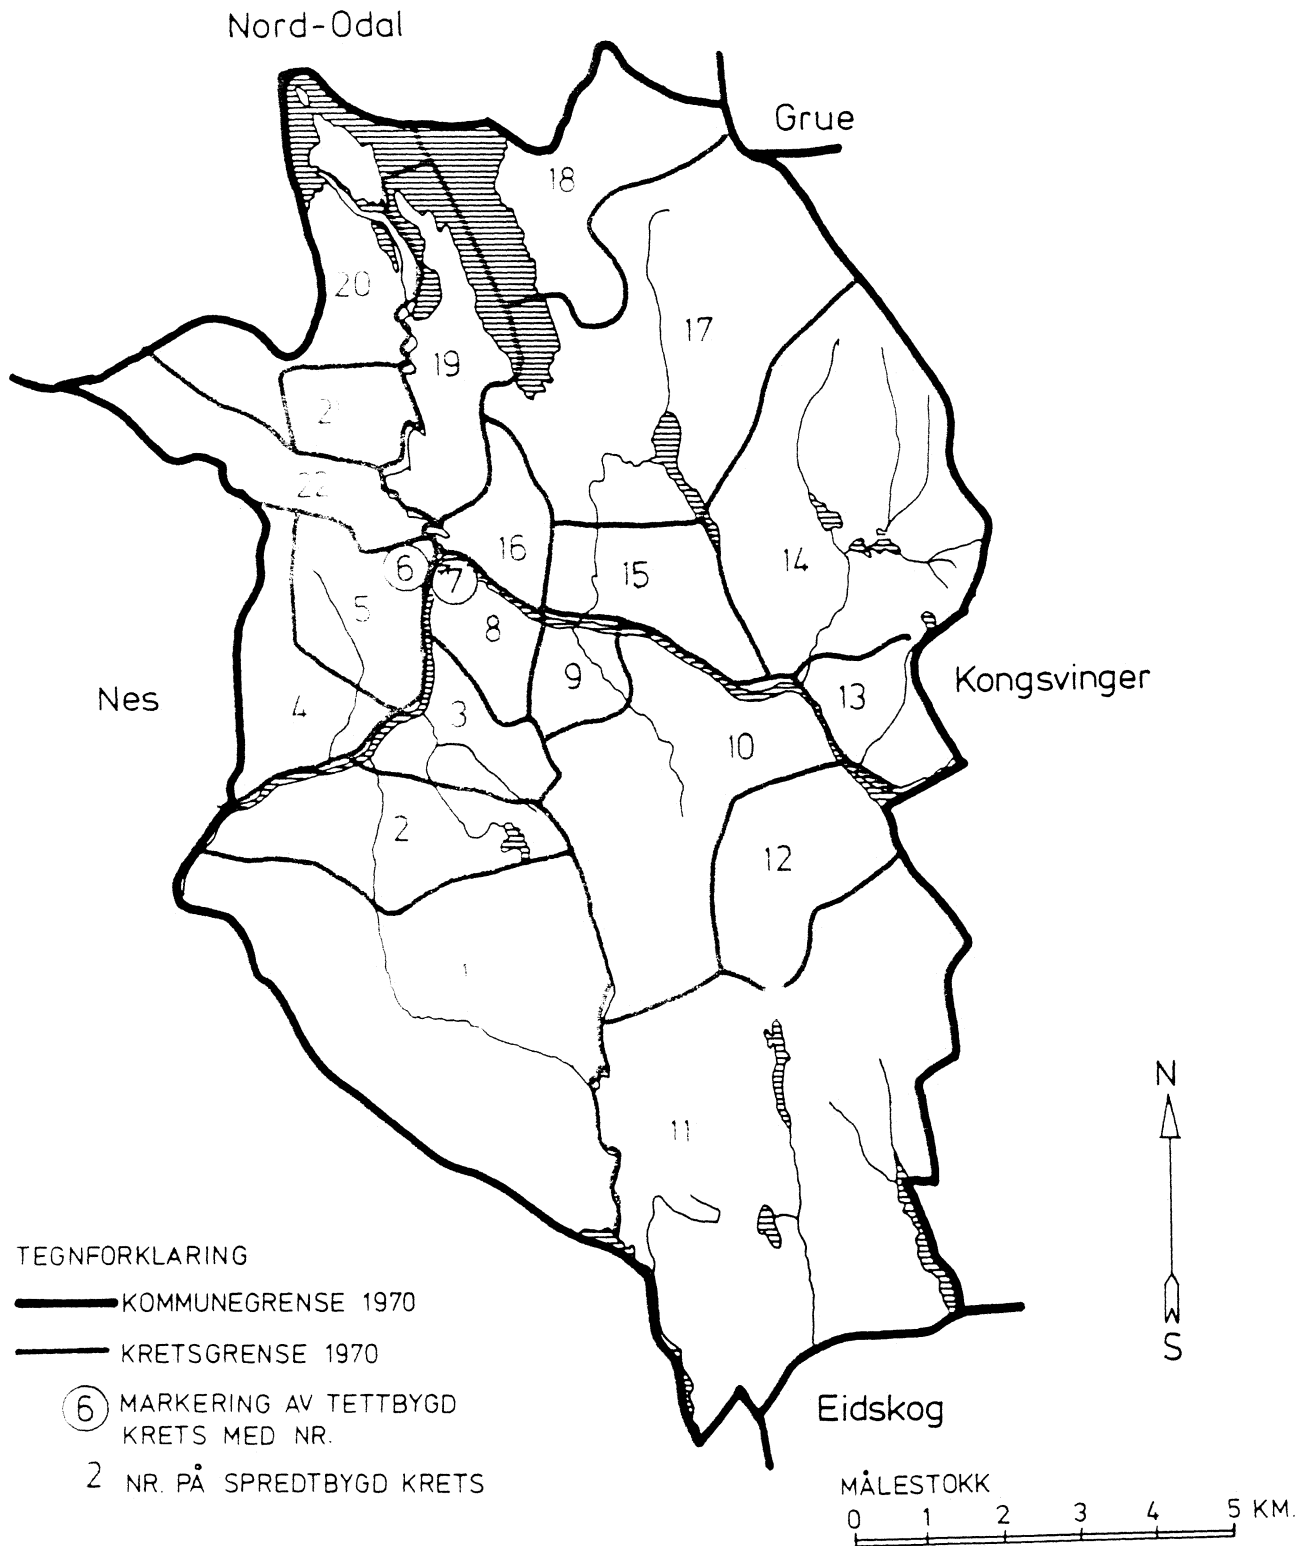 Nord-Odal
Grue
18
20
17
19
2
22
16
14
15
6
7
5
8
9
13
Kongsvinger
Nes
4
3
10
2
12
1
11
N
S
TEGNFORKLARING
KOMMUNEGRENSE 1970
KRETSGRENSE 1970
6 MARKERING AV TETTBYGD
KRETS MED NR.
2 NR. PÅ SPREDTBYGD KRETS
Eidskog
MÅLESTOKK
0 1 2 3 4 5 KM.